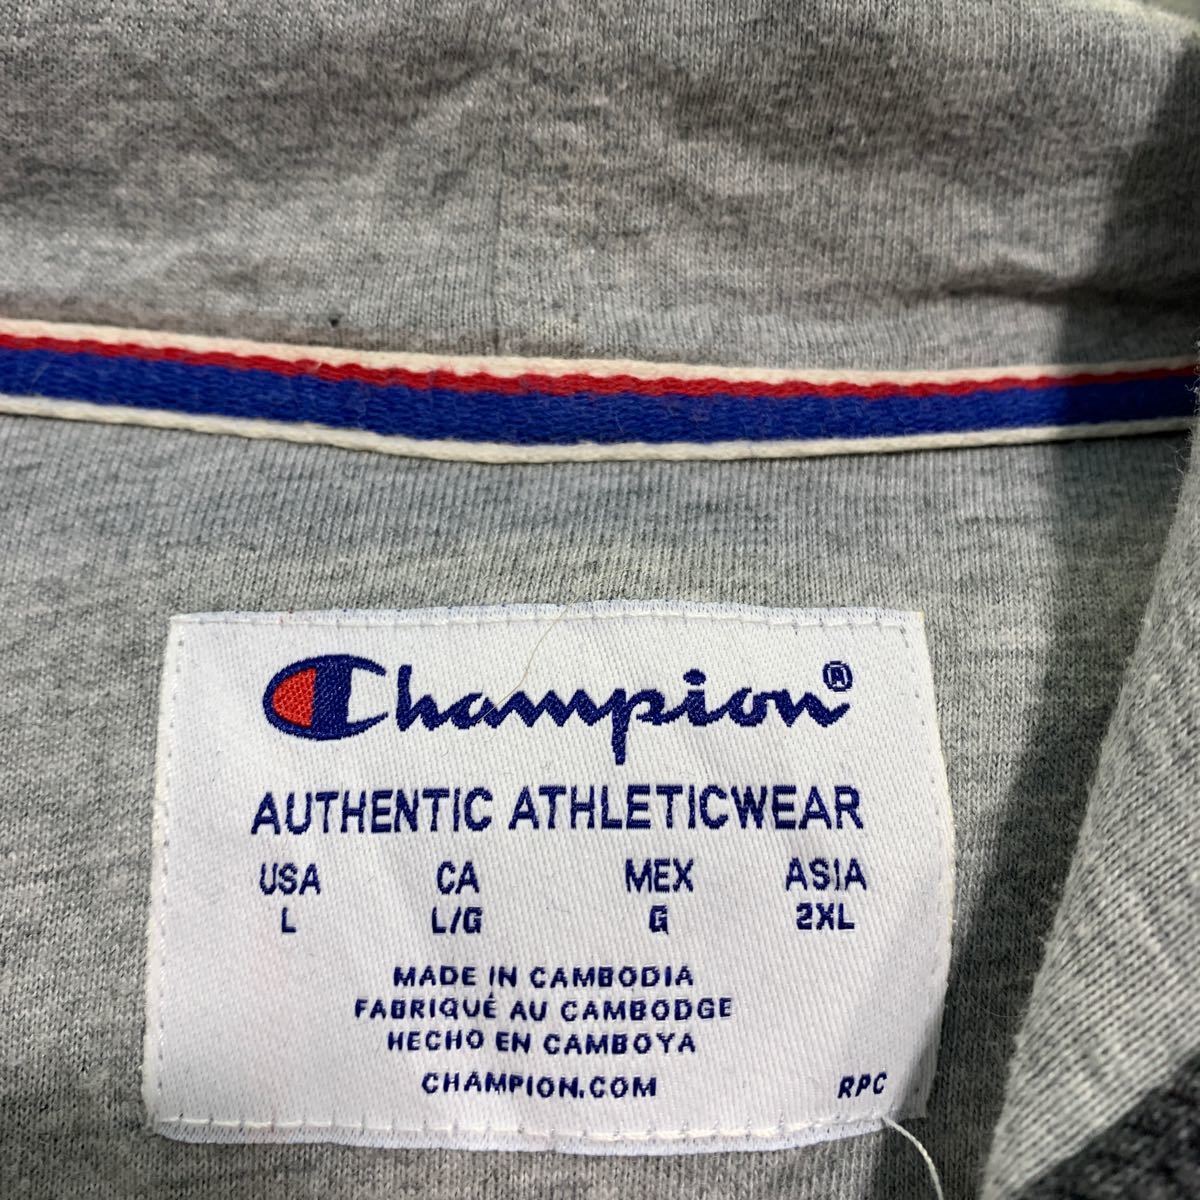 Champion®
AUTHENTIC ATHLETICWEAR
USA CA MEX ASIA
L L/G G 2XL
MADE IN CAMBODIA
FABRIQUÉ AU CAMBODGE
HECHO EN CAMBOYA
CHAMPION.COM RPC